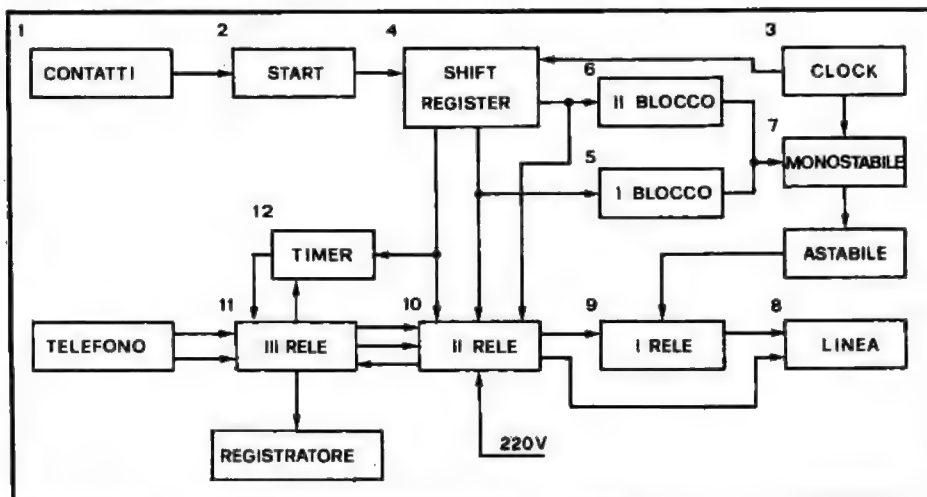 1
2
4
3
CONTATTI
START
SHIFT
REGISTER
CLOCK
6
II BLOCCO
7
MONOSTABILE
5
I BLOCCO
12
TIMER
ASTABILE
11
10
9
8
TELEFONO
III RELE
II RELE
I RELE
LINEA
REGISTRATORE
220V